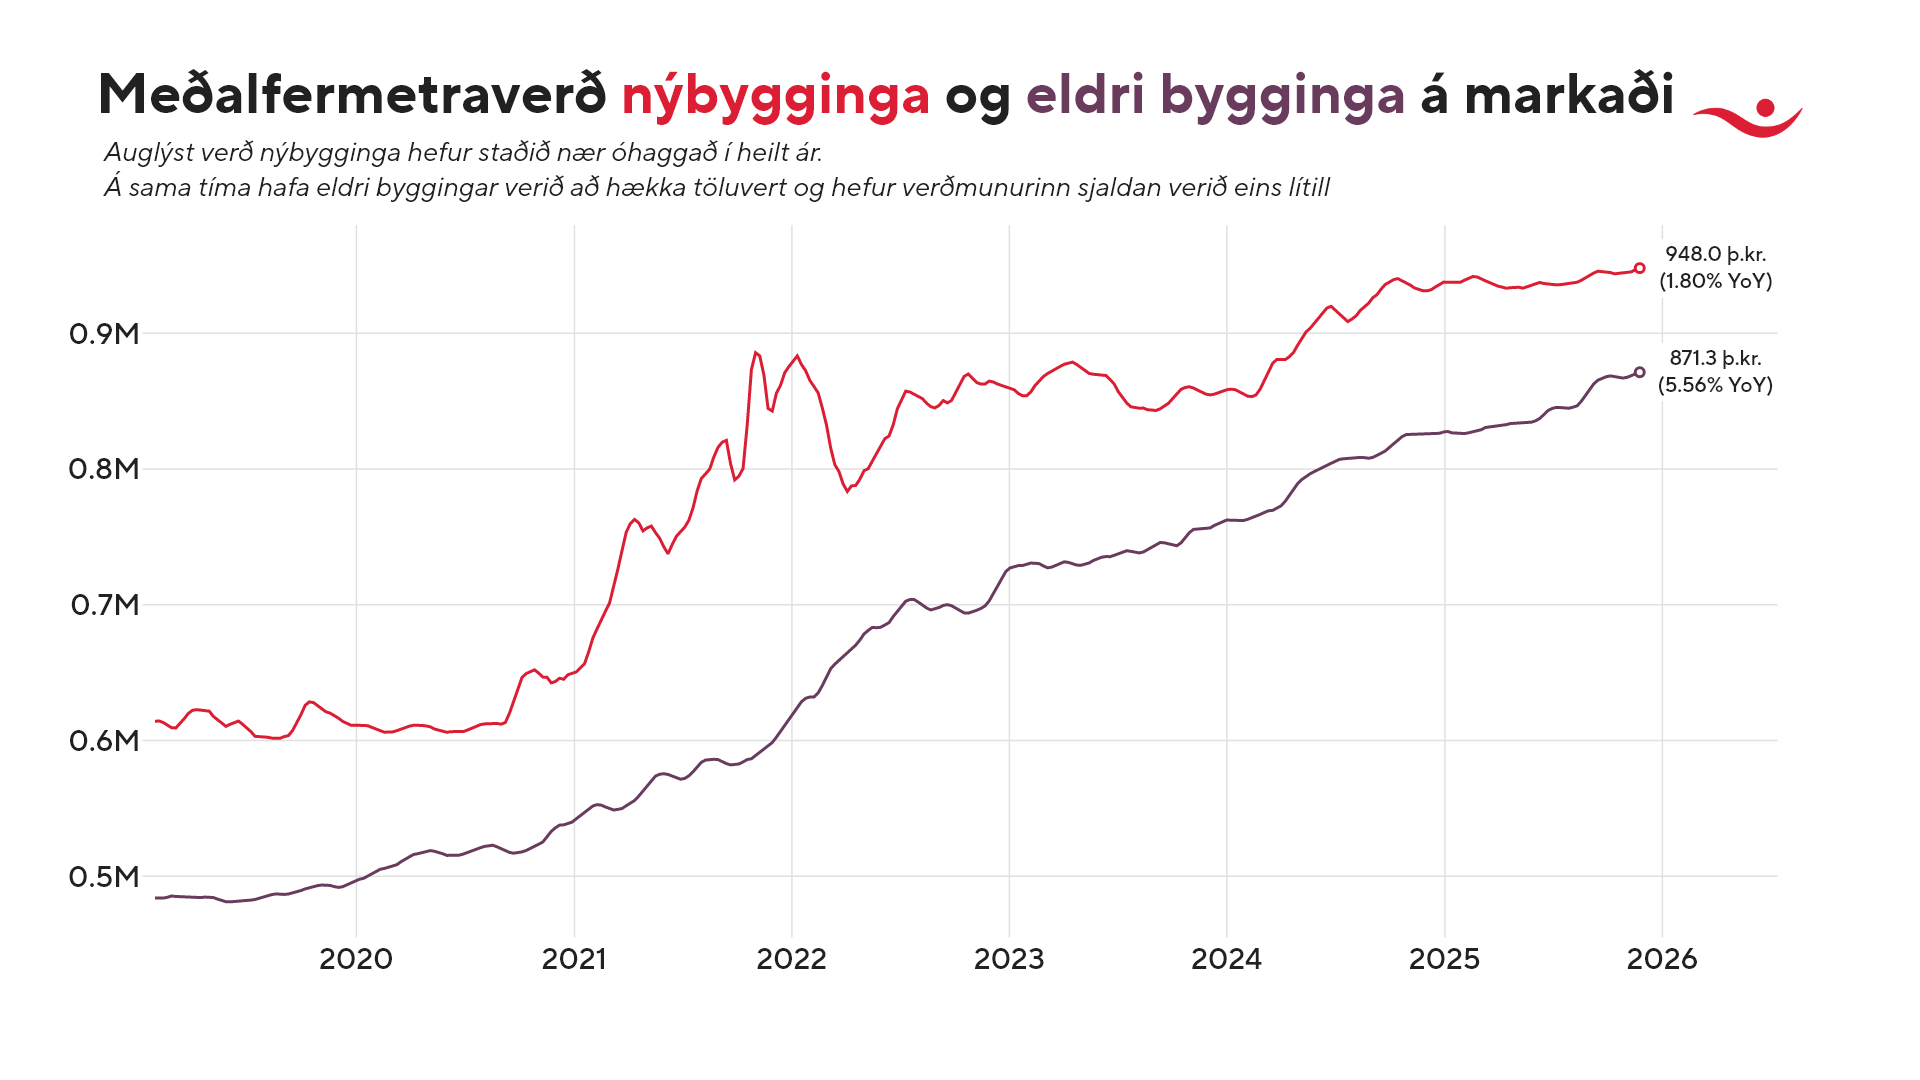 Meðalfermetraverð nýbygginga og eldri bygginga á markaði
Auglýst verð nýbygginga hefur staðið nær óhaggað í heilt ár.
Á sama tíma hafa eldri byggingar verið að hækka töluvert og hefur verðmunurinn sjaldan verið eins lítill
948.0 þ.kr.
(1.80% YoY)
0.9M
871.3 þ.kr.
(5.56% YoY)
0.8M
0.7M
0.6M
0.5M
2020 2021 2022 2023 2024 2025 2026